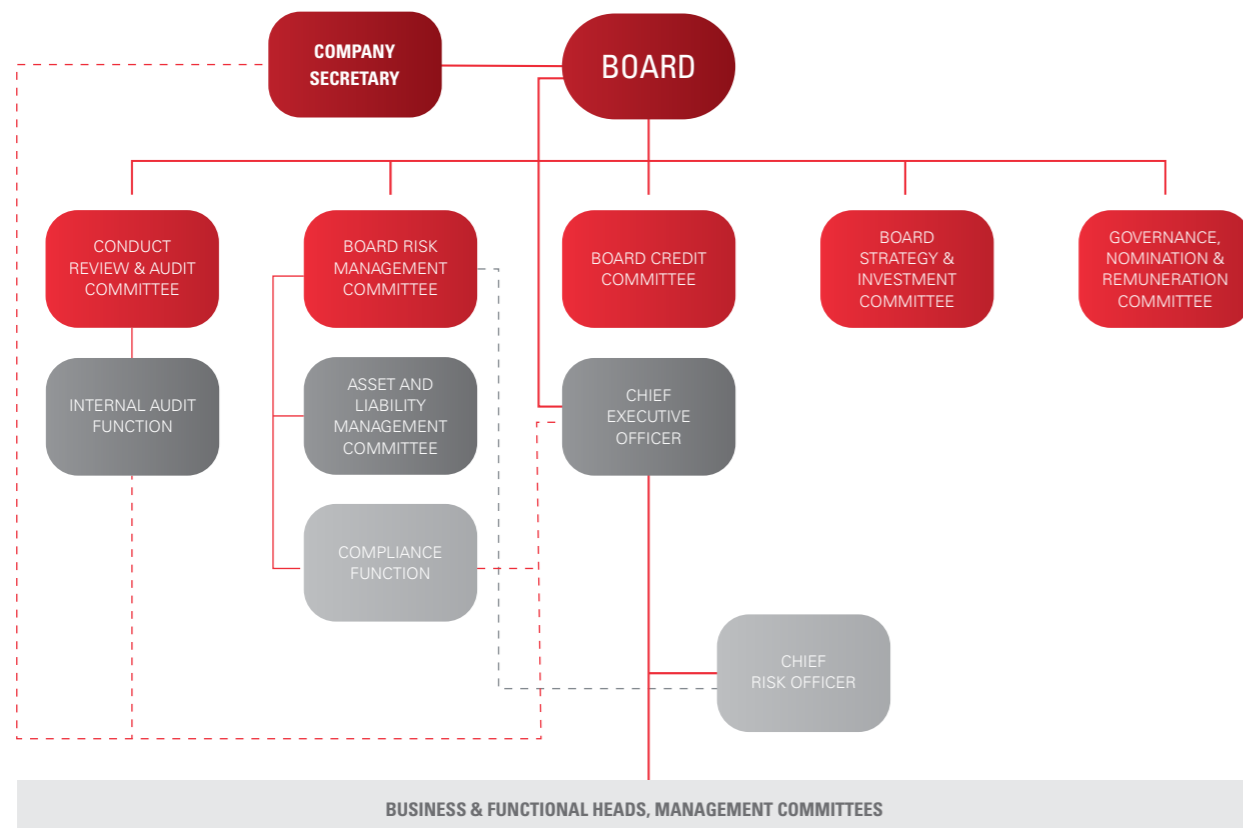 COMPANY
SECRETARY
BOARD
CONDUCT
REVIEW & AUDIT
COMMITTEE
BOARD RISK
MANAGEMENT
COMMITTEE
BOARD CREDIT
COMMITTEE
BOARD
STRATEGY &
INVESTMENT
COMMITTEE
GOVERNANCE,
NOMINATION &
REMUNERATION
COMMITTEE
INTERNAL AUDIT
FUNCTION
ASSET AND
LIABILITY
MANAGEMENT
COMMITTEE
CHIEF
EXECUTIVE
OFFICER
COMPLIANCE
FUNCTION
CHIEF
RISK OFFICER
BUSINESS & FUNCTIONAL HEADS, MANAGEMENT COMMITTEES